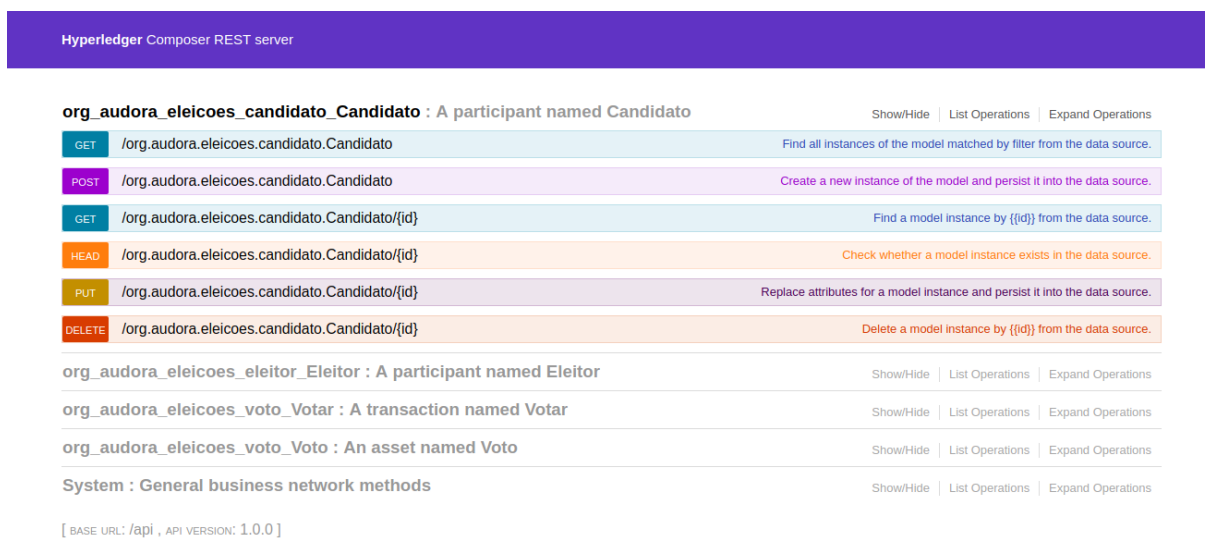 Hyperledger Composer REST server
org_audora_eleicoes_candidato_Candidato : A participant named Candidato Show/Hide List Operations Expand Operations
GET /org.audora.eleicoes.candidato.Candidato Find all instances of the model matched by filter from the data source.
POST /org.audora.eleicoes.candidato.Candidato Create a new instance of the model and persist it into the data source.
GET /org.audora.eleicoes.candidato.Candidato/{id} Find a model instance by {{id}} from the data source.
HEAD /org.audora.eleicoes.candidato.Candidato/{id} Check whether a model instance exists in the data source.
PUT /org.audora.eleicoes.candidato.Candidato/{id} Replace attributes for a model instance and persist it into the data source.
DELETE /org.audora.eleicoes.candidato.Candidato/{id} Delete a model instance by {{id}} from the data source.
org_audora_eleicoes_eleitor_Eleitor : A participant named Eleitor Show/Hide List Operations Expand Operations
org_audora_eleicoes_voto_Votar : A transaction named Votar Show/Hide List Operations Expand Operations
org_audora_eleicoes_voto_Voto : An asset named Voto Show/Hide List Operations Expand Operations
System : General business network methods Show/Hide List Operations Expand Operations
[ BASE URL: /api , API VERSION: 1.0.0 ]